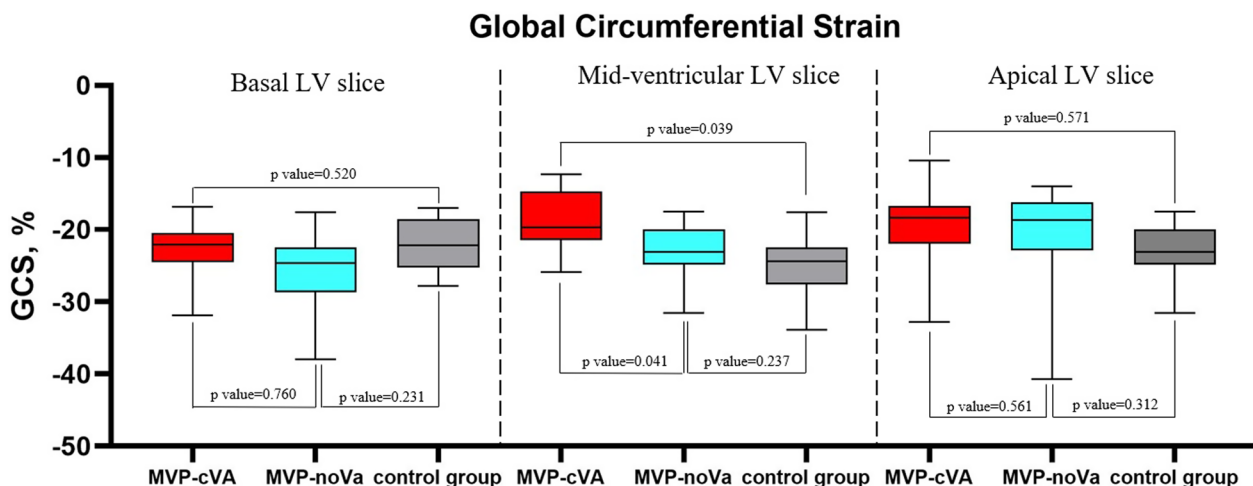 Global Circumferential Strain
Basal LV slice
Mid-ventricular LV slice
Apical LV slice
GCS, %
0
-10
-20
-30
-40
-50
p value=0.520
p value=0.760
p value=0.231
p value=0.039
p value=0.041
p value=0.237
p value=0.571
p value=0.561
p value=0.312
MVP-cVA MVP-noVa control group MVP-cVA MVP-noVa control group MVP-cVA MVP-noVa control group